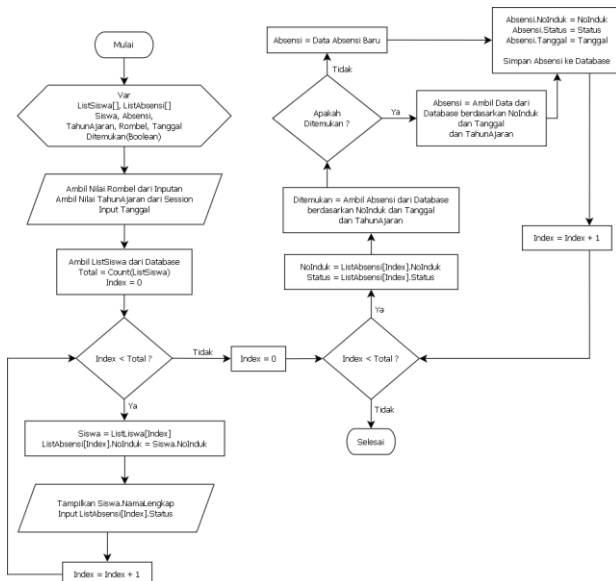 Mulai
Var
ListSiswa[], ListAbsensi[]
Siswa, Absensi,
TahunAjaran, Rombel, Tanggal
Ditemukan(Boolean)
Ambil Nilai Rombel dari Inputan
Ambil Nilai TahunAjaran dari Session
Input Tanggal
Ambil ListSiswa dari Database
Total = Count(ListSiswa)
Index = 0
Index < Total ?
Tidak
Ya
Siswa = ListLiswa[Index]
ListAbsensi[Index].NoInduk = Siswa.NoInduk
Tampilkan Siswa.NamaLengkap
Input ListAbsensi[Index].Status
Index = Index + 1
Index = 0
Index < Total ?
Tidak
Selesai
Ya
NoInduk = ListAbsensi[Index].NoInduk
Status = ListAbsensi[Index].Status
Ditemukan = Ambil Absensi dari Database
berdasarkan NoInduk dan Tanggal
dan TahunAjaran
Apakah
Ditemukan ?
Tidak
Absensi = Data Absensi Baru
Ya
Absensi = Ambil Data dari
Database berdasarkan NoInduk
dan Tanggal
dan TahunAjaran
Absensi.NoInduk = NoInduk
Absensi.Status = Status
Absensi.Tanggal = Tanggal
Simpan Absensi ke Database
Index = Index + 1